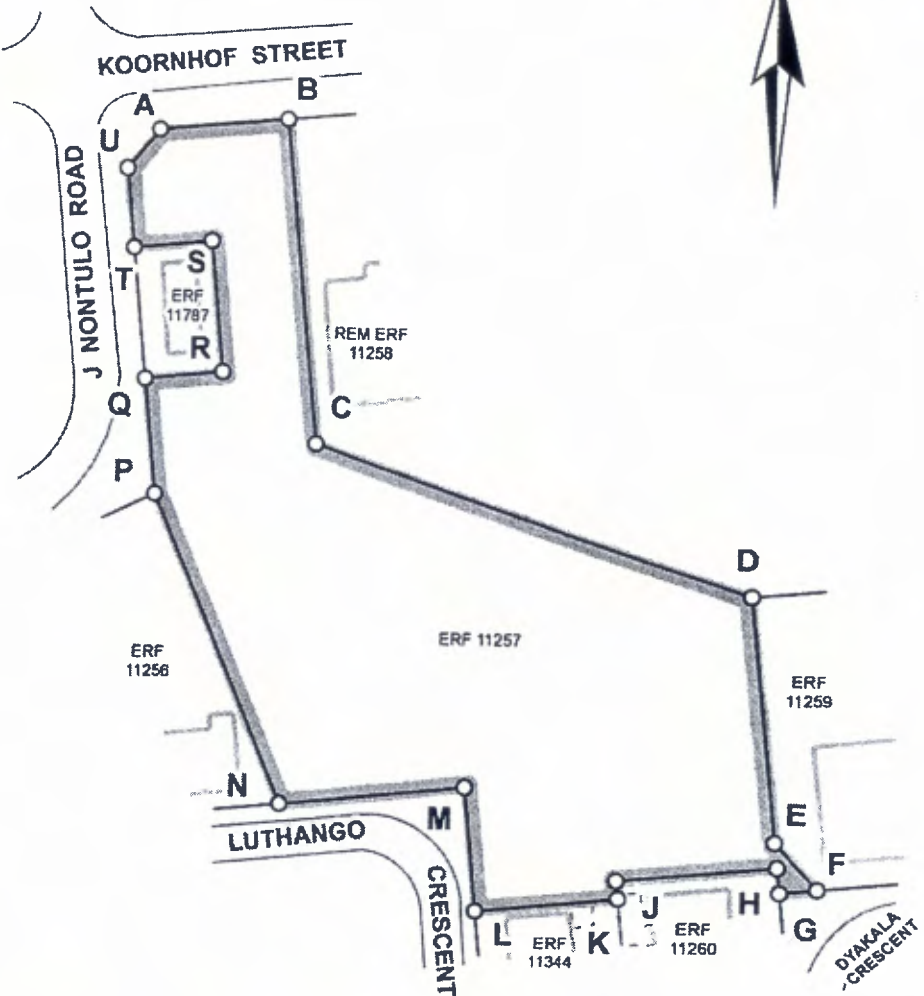 KOORNHOF STREET
A
B
U
J NONTULO ROAD
T
S
ERF
11787
R
REM ERF
11258
Q
C
P
D
ERF 11257
ERF
11256
ERF
11259
N
M
E
LUTHANGO
CRESCENT
F
H
G
J
L
K
ERF
11344
ERF
11260
DYAKALA
CRESCENT